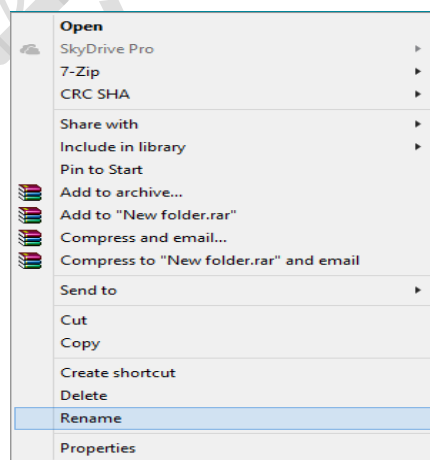 Open
SkyDrive Pro
7-Zip
CRC SHA
Share with
Include in library
Pin to Start
Add to archive...
Add to "New folder.rar"
Compress and email...
Compress to "New folder.rar" and email
Send to
Cut
Copy
Create shortcut
Delete
Rename
Properties